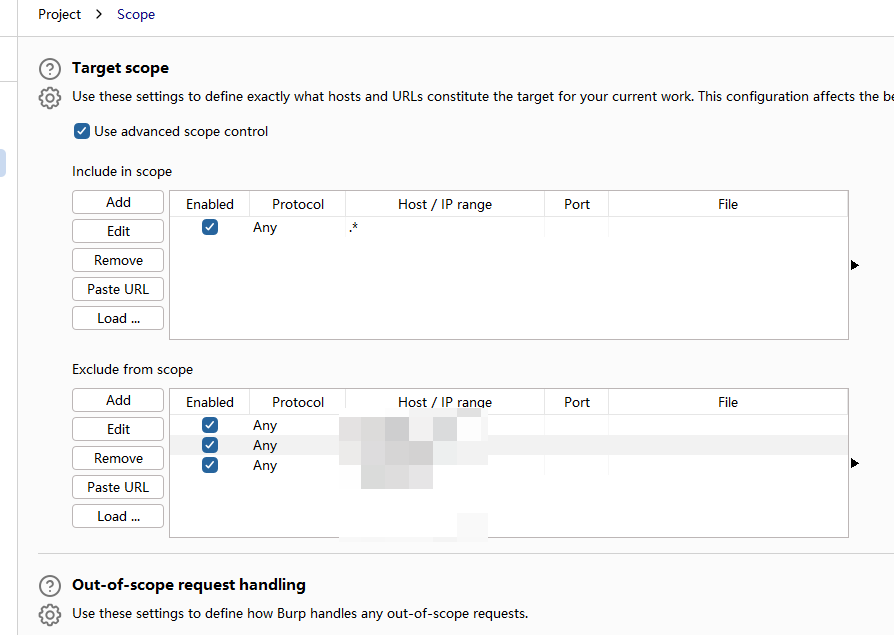 Project > Scope
Target scope
Use these settings to define exactly what hosts and URLs constitute the target for your current work. This configuration affects the be
Use advanced scope control
Include in scope
Add
Edit
Remove
Paste URL
Load ...
Enabled Protocol Host / IP range Port File
Any .*
Exclude from scope
Add
Edit
Remove
Paste URL
Load ...
Enabled Protocol Host / IP range Port File
Any
Any
Any
Out-of-scope request handling
Use these settings to define how Burp handles any out-of-scope requests.